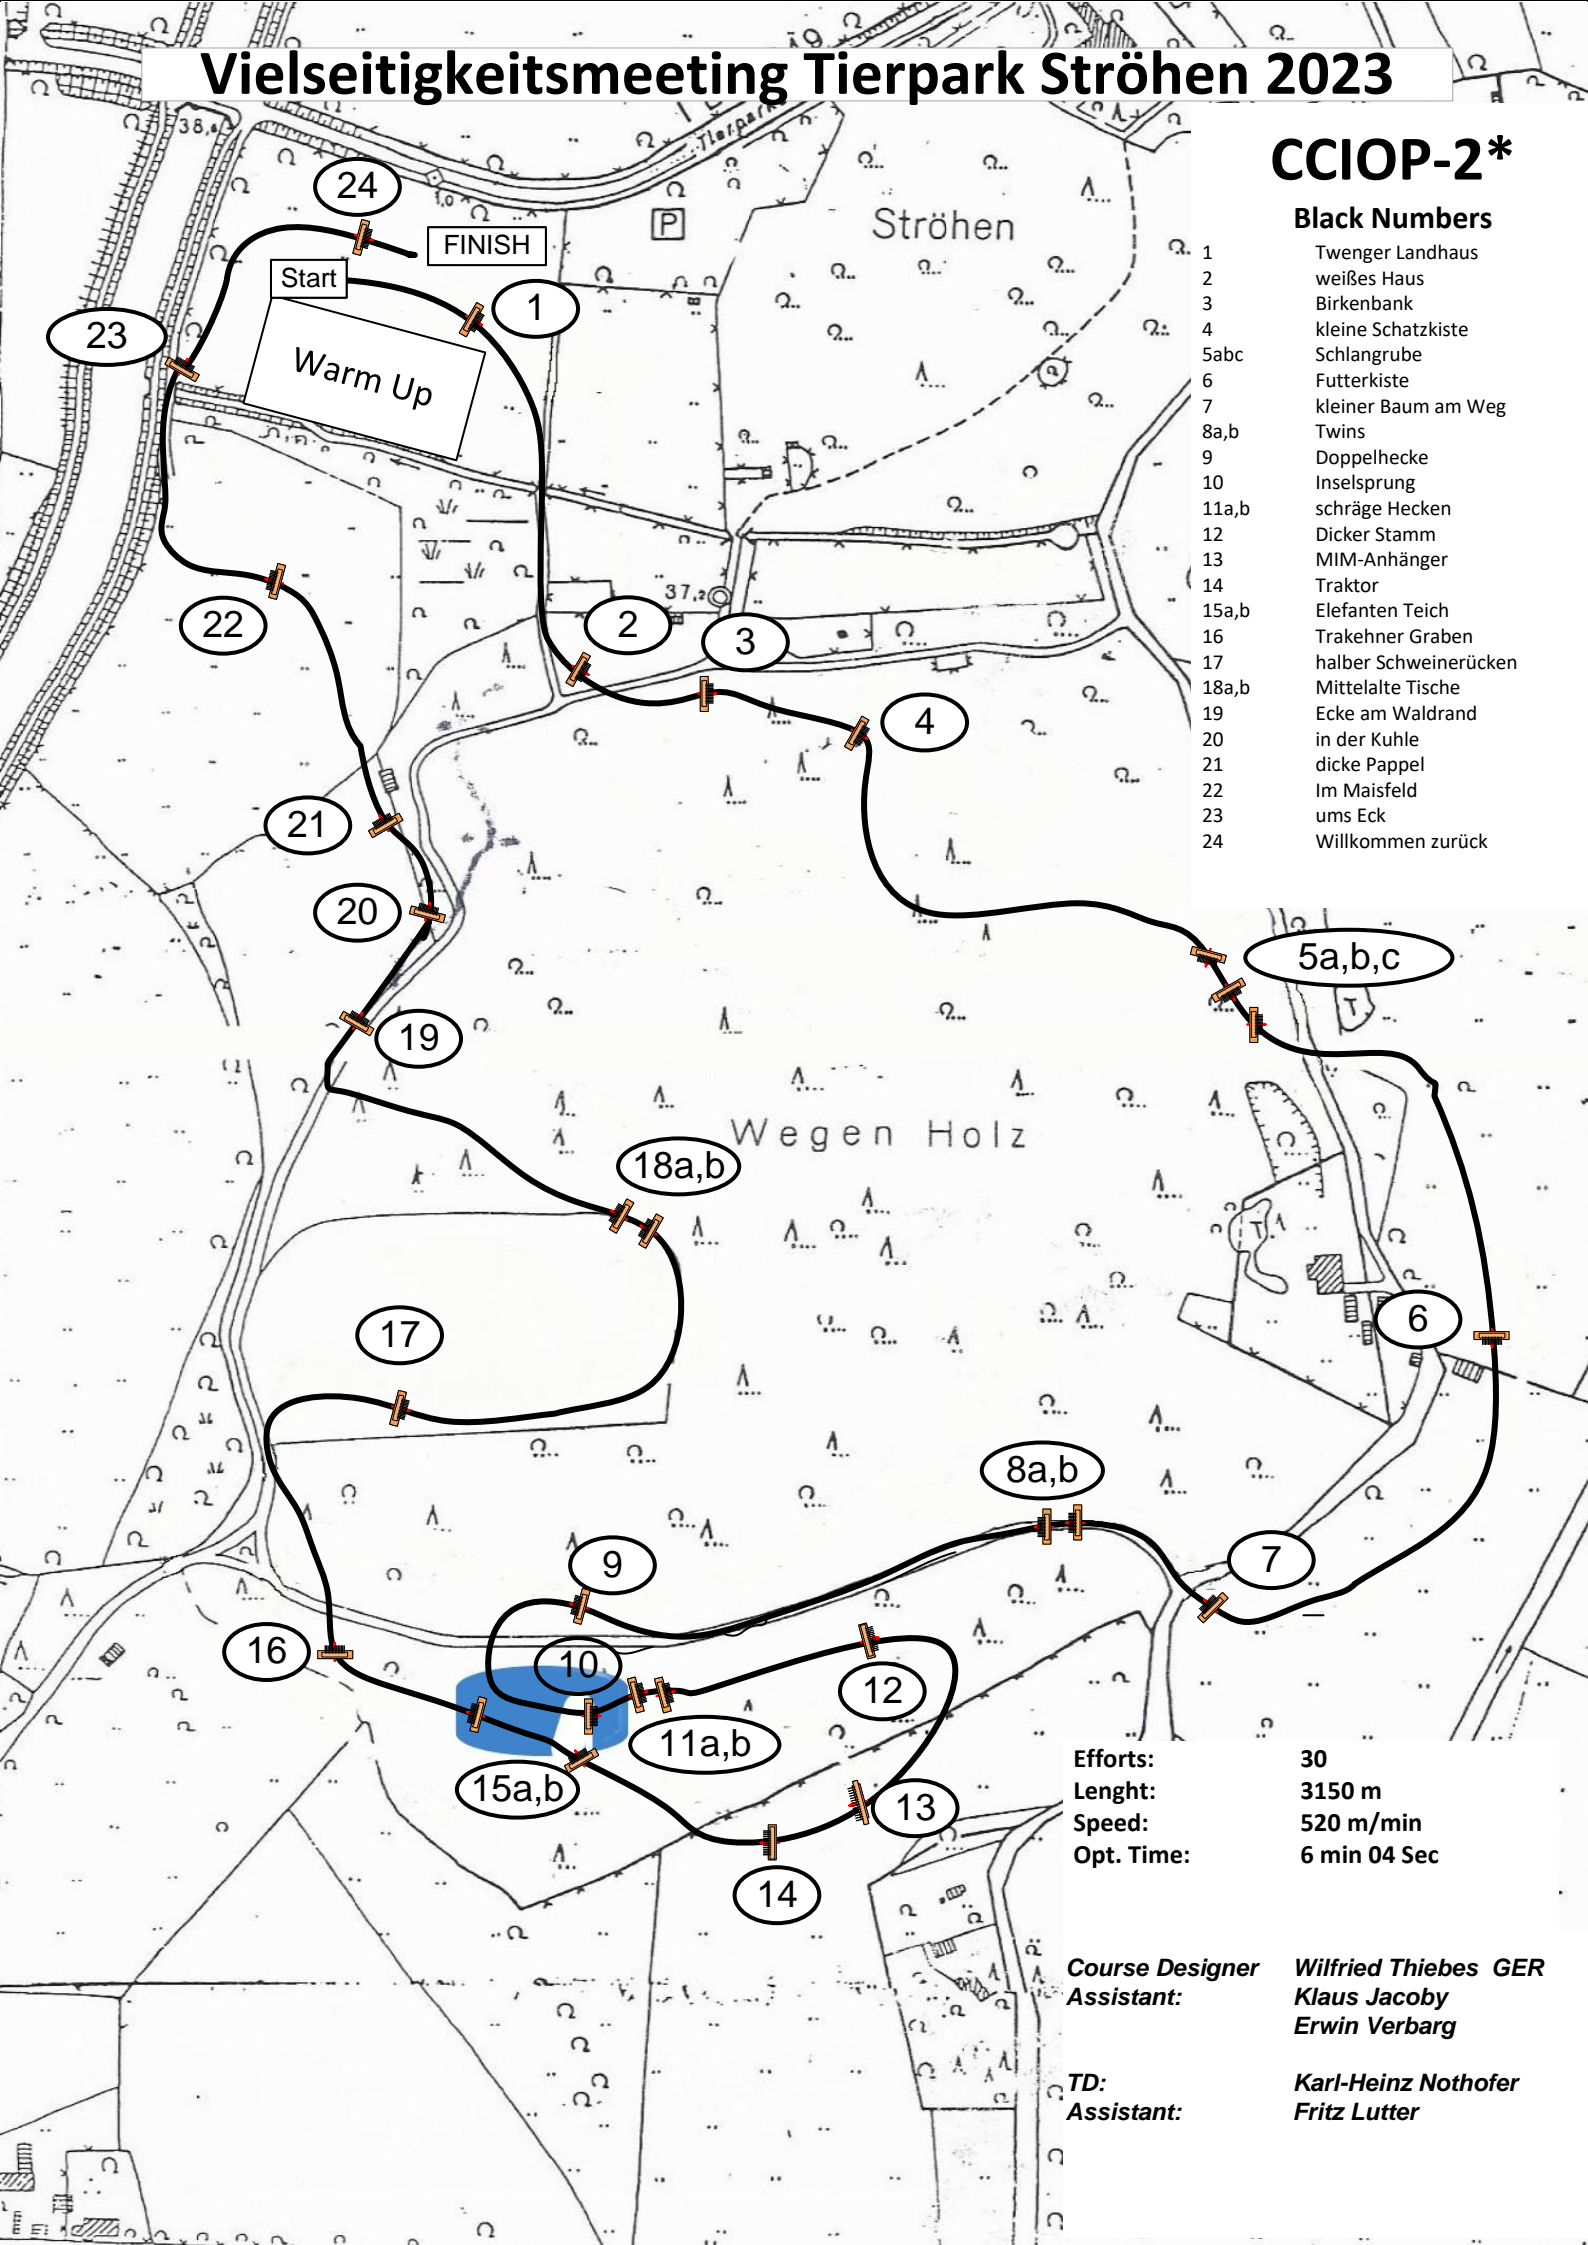 Vielseitigkeitsmeeting Tierpark Ströhen 2023
CCIOP-2*
Black Numbers
1 Twenger Landhaus
2 weißes Haus
3 Birkenbank
4 kleine Schatzkiste
5abc Schlangrube
6 Futterkiste
7 kleiner Baum am Weg
8a,b Twins
9 Doppelhecke
10 Inselsprung
11a,b schräge Hecken
12 Dicker Stamm
13 MIM-Anhänger
14 Traktor
15a,b Elefanten Teich
16 Trakehner Graben
17 halber Schweinerücken
18a,b Mittelalte Tische
19 Ecke am Waldrand
20 in der Kuhle
21 dicke Pappel
22 Im Maisfeld
23 ums Eck
24 Willkommen zurück
Tierpark
38,4
24
1,0
P
Ströhen
FINISH
Start
1
23
Warm Up
37,2
22
2
3
4
21
20
5a,b,c
T
19
Wegen Holz
18a,b
T
6
17
8a,b
9
7
16
10
12
11a,b
15a,b
13
14
Efforts: 30
Lenght: 3150 m
Speed: 520 m/min
Opt. Time: 6 min 04 Sec
Course Designer Wilfried Thiebes GER
Assistant: Klaus Jacoby
Erwin Verbarg
TD: Karl-Heinz Nothofer
Assistant: Fritz Lutter